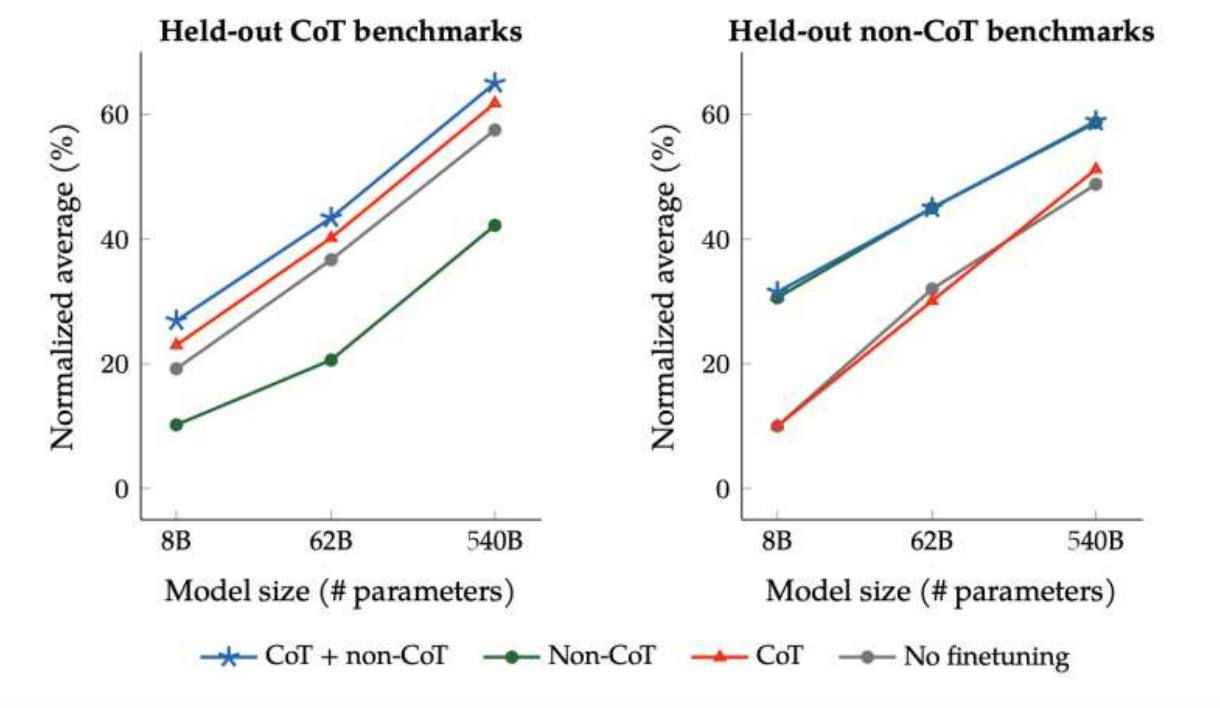 Held-out CoT benchmarks
Normalized average (%)
60
40
20
0
8B 62B 540B
Model size (# parameters)
Held-out non-CoT benchmarks
Normalized average (%)
60
40
20
0
8B 62B 540B
Model size (# parameters)
CoT + non-CoT Non-CoT CoT No finetuning